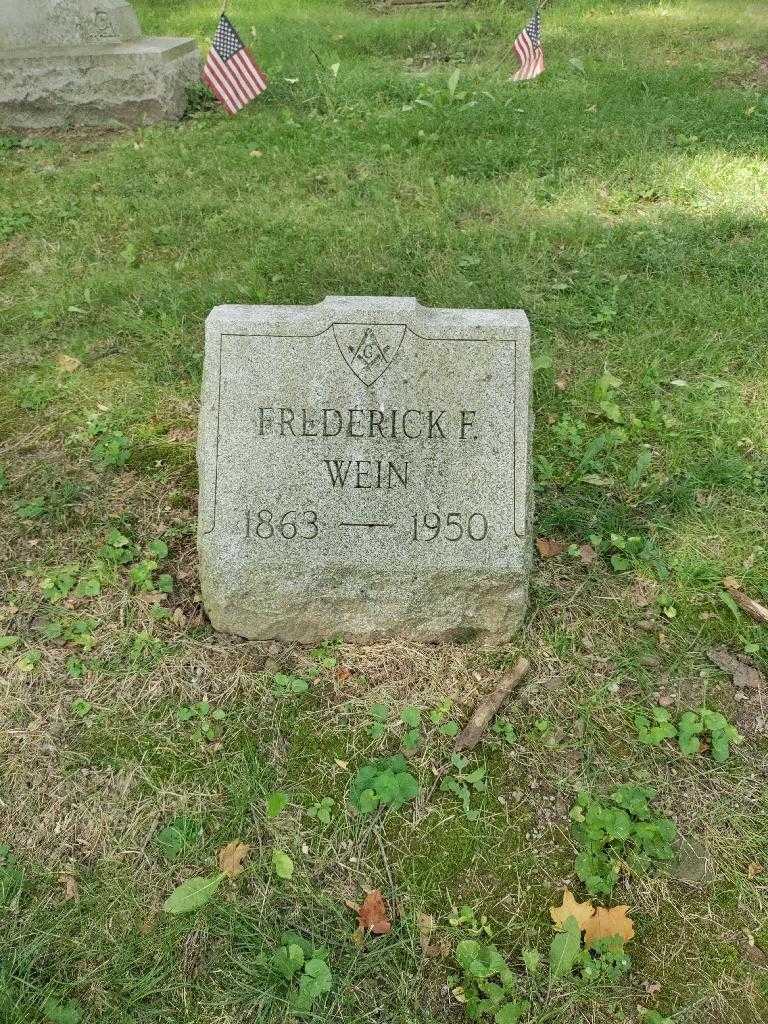 G
FREDERICK F.
WEIN
1863 — 1950